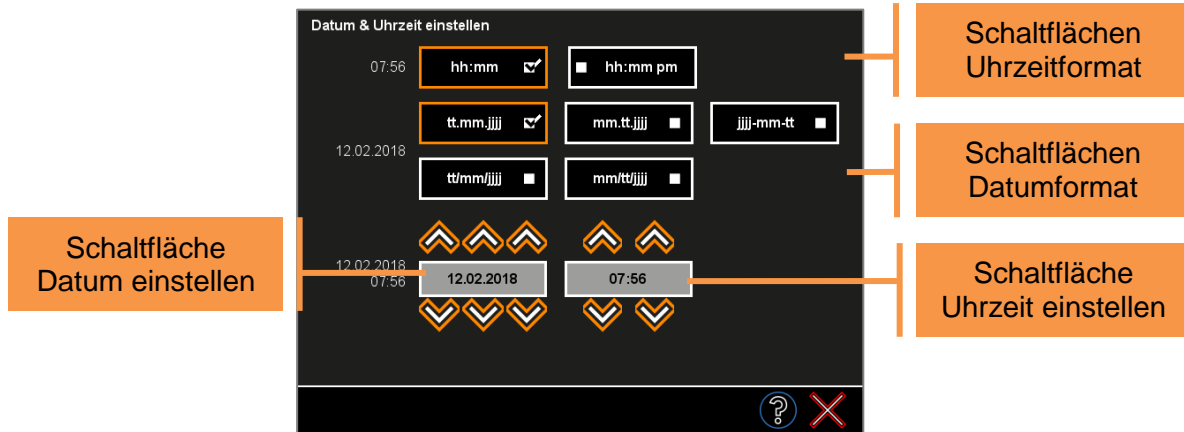 Datum & Uhrzeit einstellen
07:56
hh:mm
hh:mm pm
Schaltflächen
Uhrzeitformat
tt.mm.jjjj
mm.tt.jjjj
jjjj-mm-tt
12.02.2018
tt/mm/jjjj
mm/tt/jjjj
Schaltflächen
Datumformat
Schaltfläche
Datum einstellen
12.02.2018
07:56
12.02.2018
07:56
Schaltfläche
Uhrzeit einstellen
?